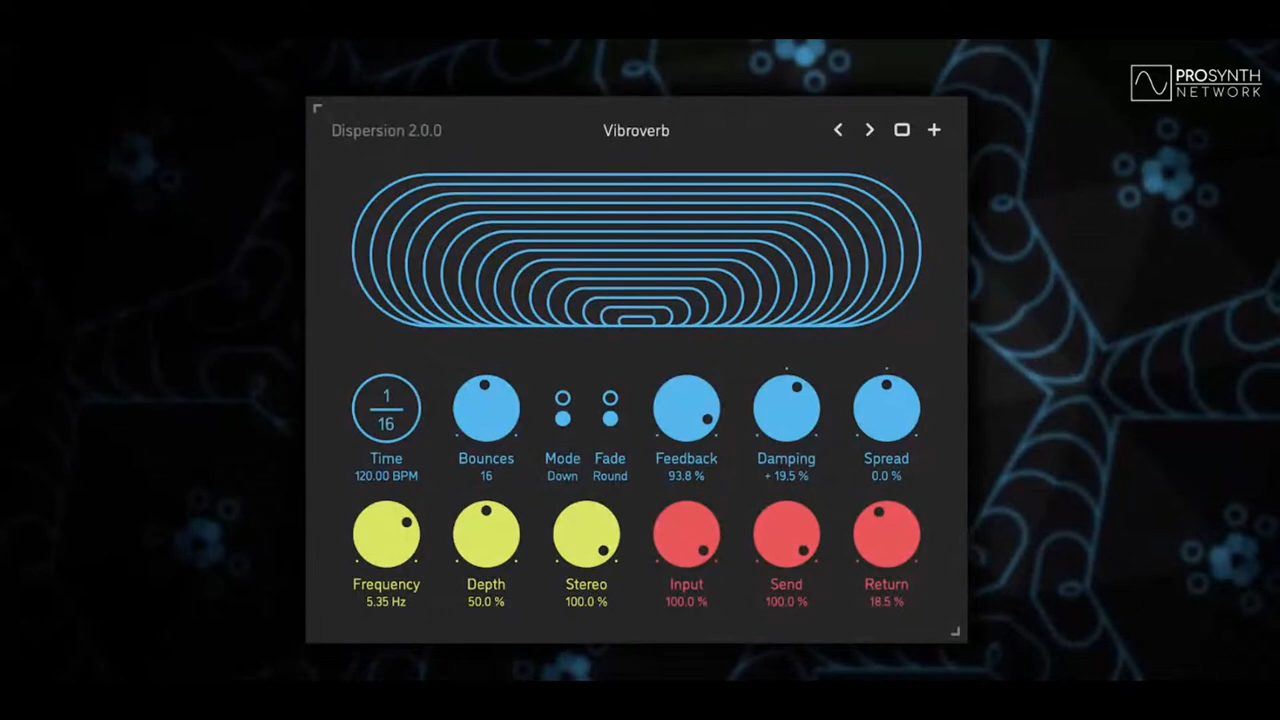 PROSYNTH
NETWORK
Dispersion 2.0.0
Vibroverb
1
16
Time
120.00 BPM
Bounces
16
Mode
Down
Fade
Round
Feedback
93.8 %
Damping
+ 19.5 %
Spread
0.0 %
Frequency
5.35 Hz
Depth
50.0 %
Stereo
100.0 %
Input
100.0 %
Send
100.0 %
Return
18.5 %